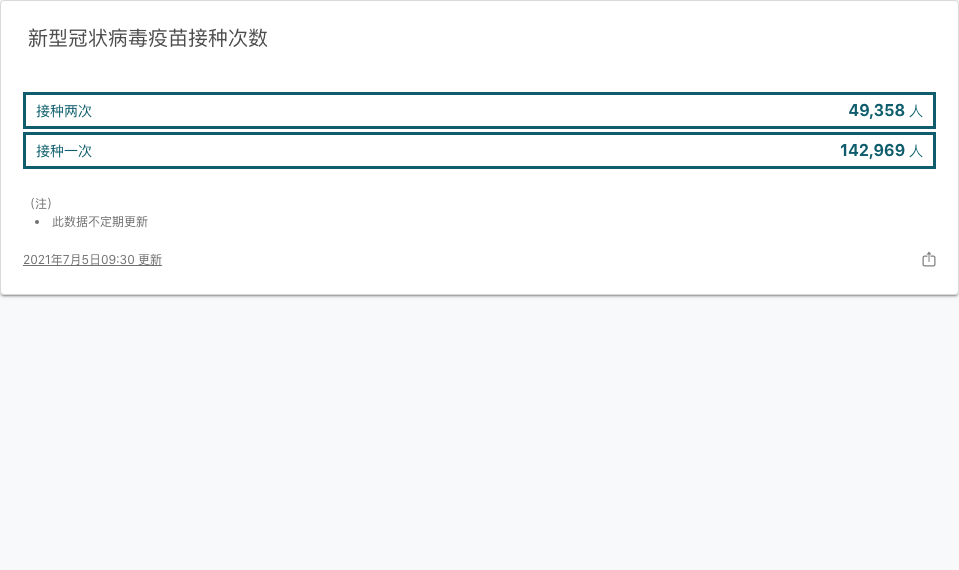 新型冠状病毒疫苗接种次数
接种两次 49,358 人
接种一次 142,969 人
(注)
• 此数据不定期更新
2021年7月5日09:30 更新